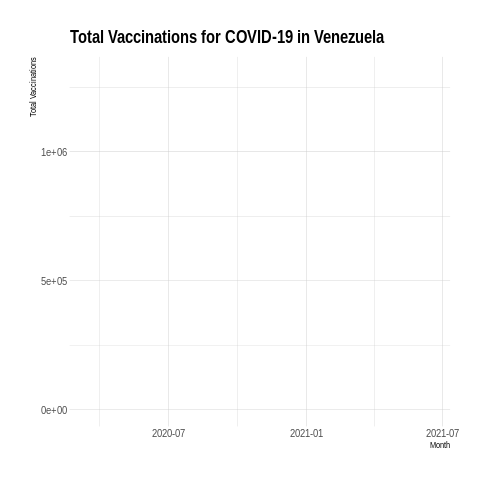 Total Vaccinations for COVID-19 in Venezuela
Total Vaccinations
1e+06
5e+05
0e+00
2020-07
2021-01
2021-07
Month